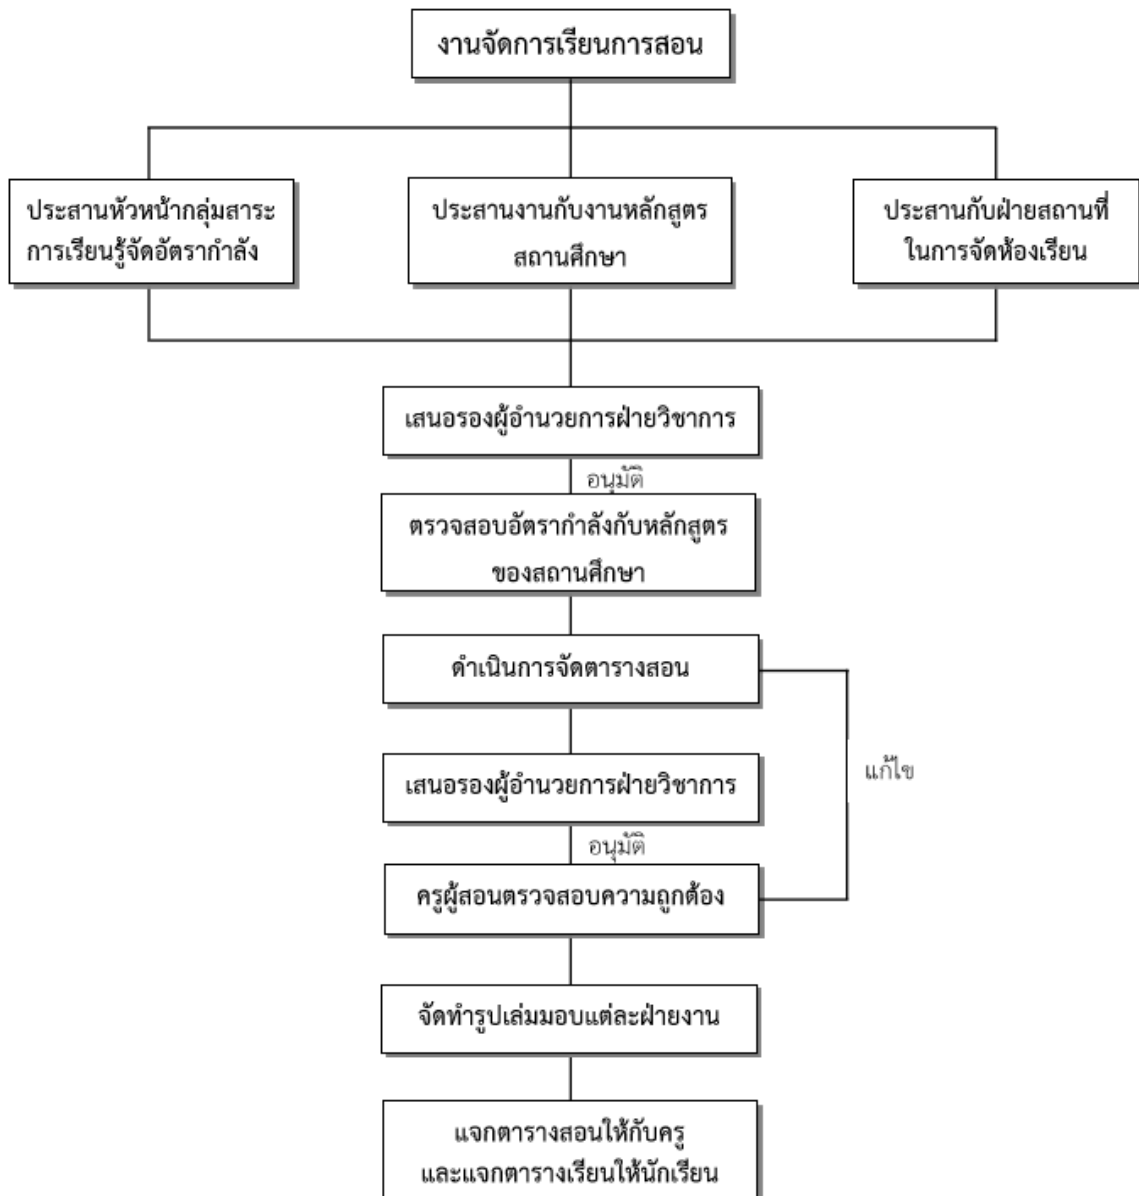 งานจัดการเรียนการสอน
ประสานหัวหน้ากลุ่มสาระ
การเรียนรู้จัดอัตรากำลัง
ประสานงานกับงานหลักสูตร
สถานศึกษา
ประสานกับฝ่ายสถานที่
ในการจัดห้องเรียน
เสนอรองผู้อำนวยการฝ่ายวิชาการ
อนุมัติ
ตรวจสอบอัตรากำลังกับหลักสูตร
ของสถานศึกษา
ดำเนินการจัดตารางสอน
เสนอรองผู้อำนวยการฝ่ายวิชาการ
แก้ไข
อนุมัติ
ครูผู้สอนตรวจสอบความถูกต้อง
จัดทำรูปเล่มมอบแต่ละฝ่ายงาน
แจกตารางสอนให้กับครู
และแจกตารางเรียนให้นักเรียน